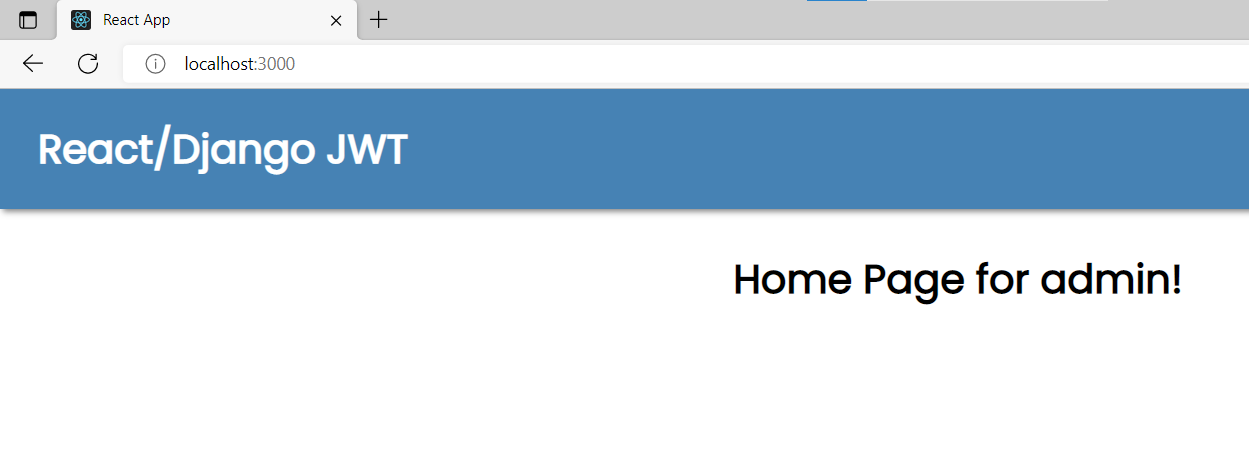 React App
localhost:3000
React/Django JWT
Home Page for admin!